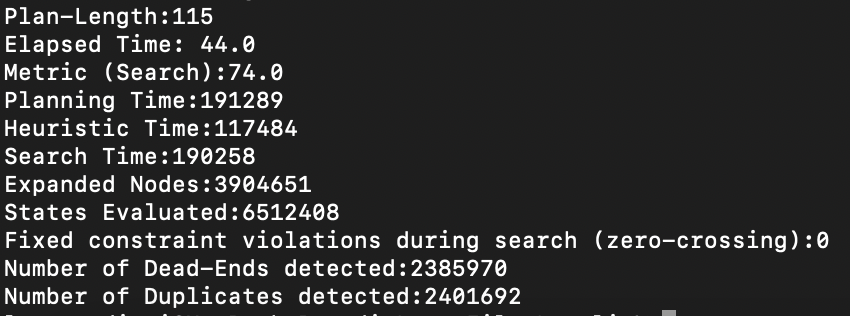 Plan-Length:115
Elapsed Time: 44.0
Metric (Search):74.0
Planning Time:191289
Heuristic Time:117484
Search Time:190258
Expanded Nodes:3904651
States Evaluated:6512408
Fixed constraint violations during search (zero-crossing):0
Number of Dead-Ends detected:2385970
Number of Duplicates detected:2401692